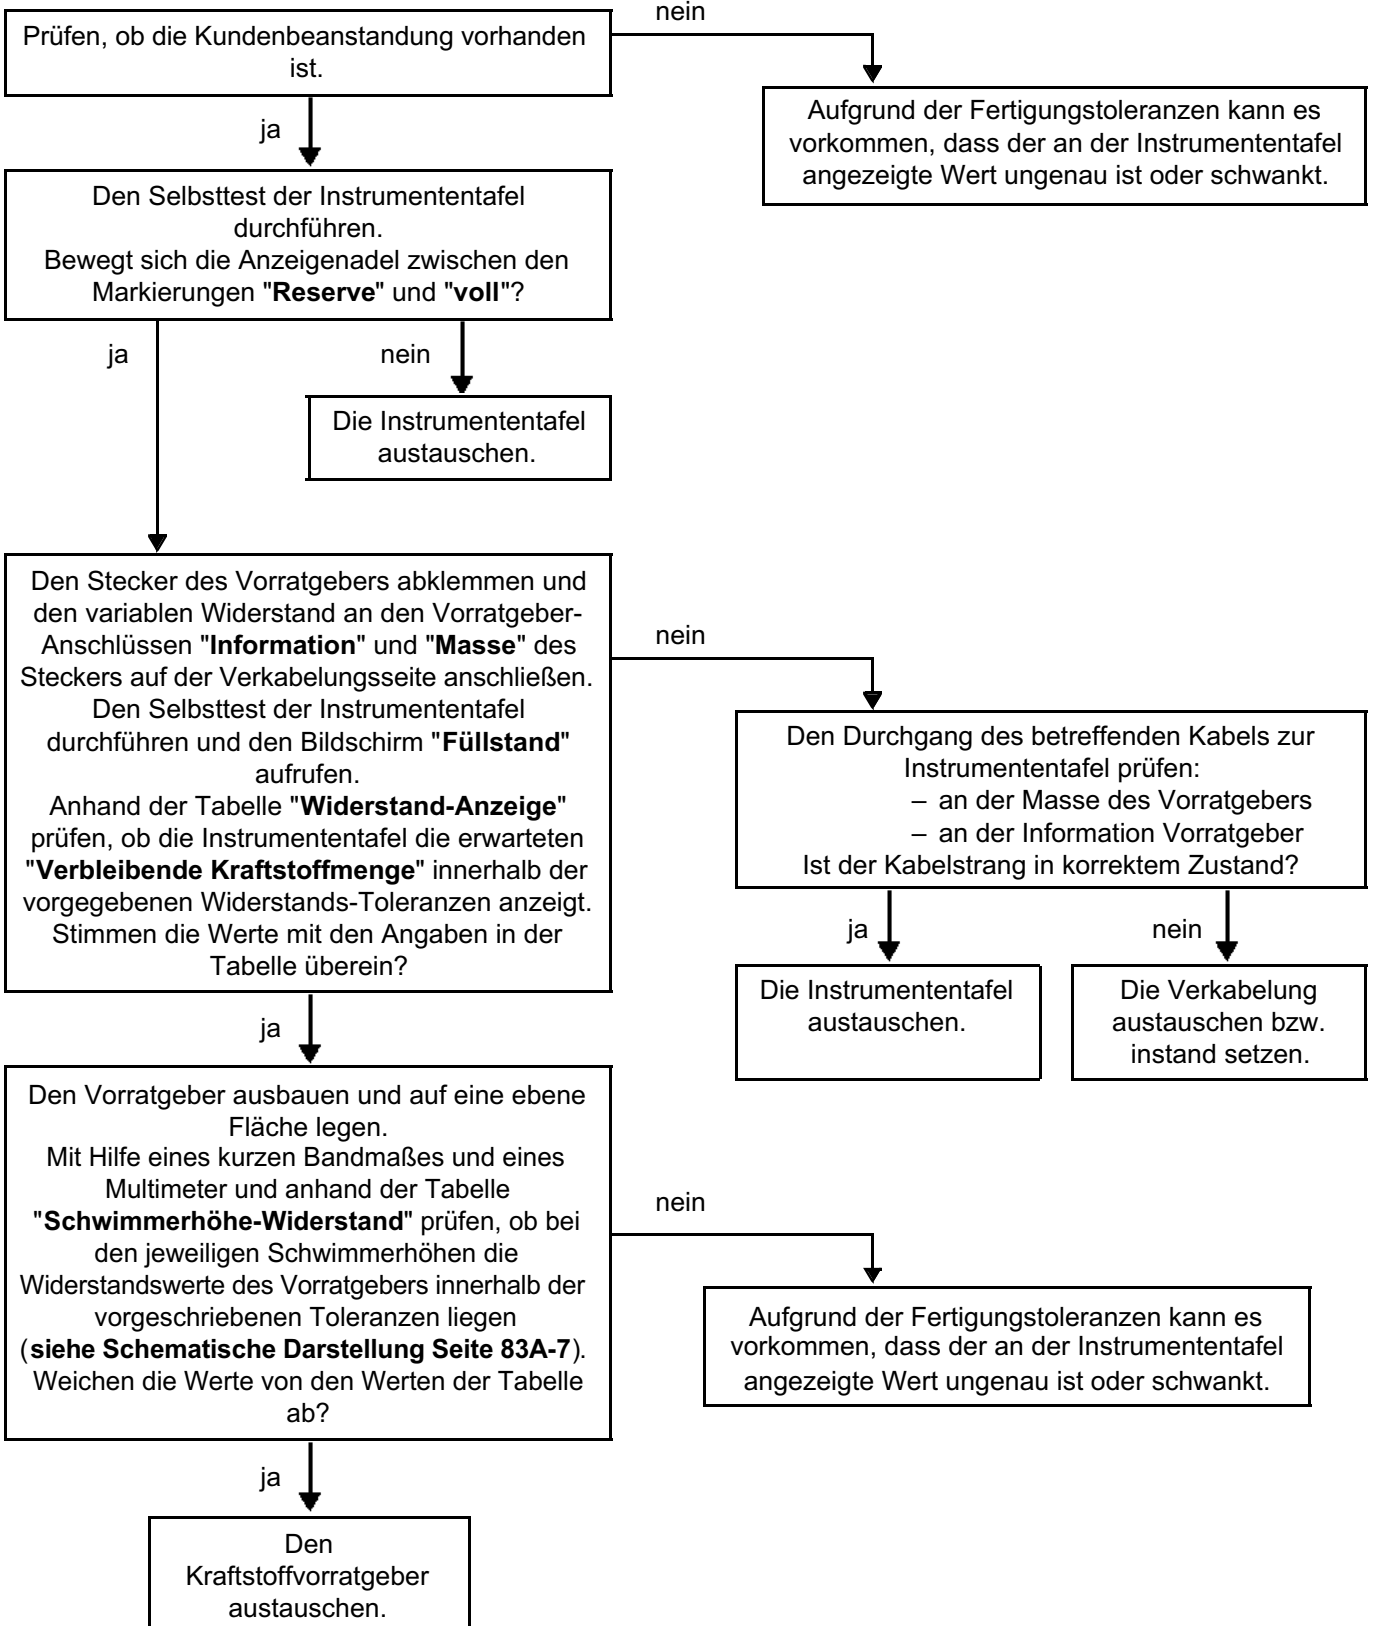 nein
Prüfen, ob die Kundenbeanstandung vorhanden
ist.
Aufgrund der Fertigungstoleranzen kann es
vorkommen, dass der an der Instrumententafel
angezeigte Wert ungenau ist oder schwankt.
ja
Den Selbsttest der Instrumententafel
durchführen.
Bewegt sich die Anzeigenadel zwischen den
Markierungen "Reserve" und "voll"?
ja
nein
Die Instrumententafel
austauschen.
Den Stecker des Vorratgebers abklemmen und
den variablen Widerstand an den Vorratgeber-
Anschlüssen "Information" und "Masse" des
Steckers auf der Verkabelungsseite anschließen.
Den Selbsttest der Instrumententafel
durchführen und den Bildschirm "Füllstand"
aufrufen.
Anhand der Tabelle "Widerstand-Anzeige"
prüfen, ob die Instrumententafel die erwarteten
"Verbleibende Kraftstoffmenge" innerhalb der
vorgegebenen Widerstands-Toleranzen anzeigt.
Stimmen die Werte mit den Angaben in der
Tabelle überein?
nein
Den Durchgang des betreffenden Kabels zur
Instrumententafel prüfen:
– an der Masse des Vorratgebers
– an der Information Vorratgeber
Ist der Kabelstrang in korrektem Zustand?
ja
nein
Die Instrumententafel
austauschen.
Die Verkabelung
austauschen bzw.
instand setzen.
ja
Den Vorratgeber ausbauen und auf eine ebene
Fläche legen.
Mit Hilfe eines kurzen Bandmaßes und eines
Multimeter und anhand der Tabelle
"Schwimmerhöhe-Widerstand" prüfen, ob bei
den jeweiligen Schwimmerhöhen die
Widerstandswerte des Vorratgebers innerhalb der
vorgeschriebenen Toleranzen liegen
(siehe Schematische Darstellung Seite 83A-7).
Weichen die Werte von den Werten der Tabelle
ab?
nein
Aufgrund der Fertigungstoleranzen kann es
vorkommen, dass der an der Instrumententafel
angezeigte Wert ungenau ist oder schwankt.
ja
Den
Kraftstoffvorratgeber
austauschen.